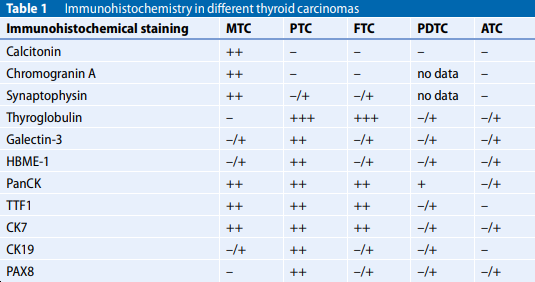 Table 1 Immunohistochemistry in different thyroid carcinomas
Immunohistochemical staining MTC PTC FTC PDTC ATC
Calcitonin ++ – – – –
Chromogranin A ++ – – no data –
Synaptophysin ++ –/+ –/+ no data –
Thyroglobulin – +++ +++ –/+ –/+
Galectin-3 –/+ ++ –/+ –/+ –/+
HBME-1 –/+ ++ –/+ –/+ –/+
PanCK ++ ++ ++ + –/+
TTF1 ++ ++ ++ –/+ –
CK7 ++ ++ ++ –/+ –/+
CK19 –/+ ++ –/+ –/+ –
PAX8 – ++ –/+ –/+ –/+